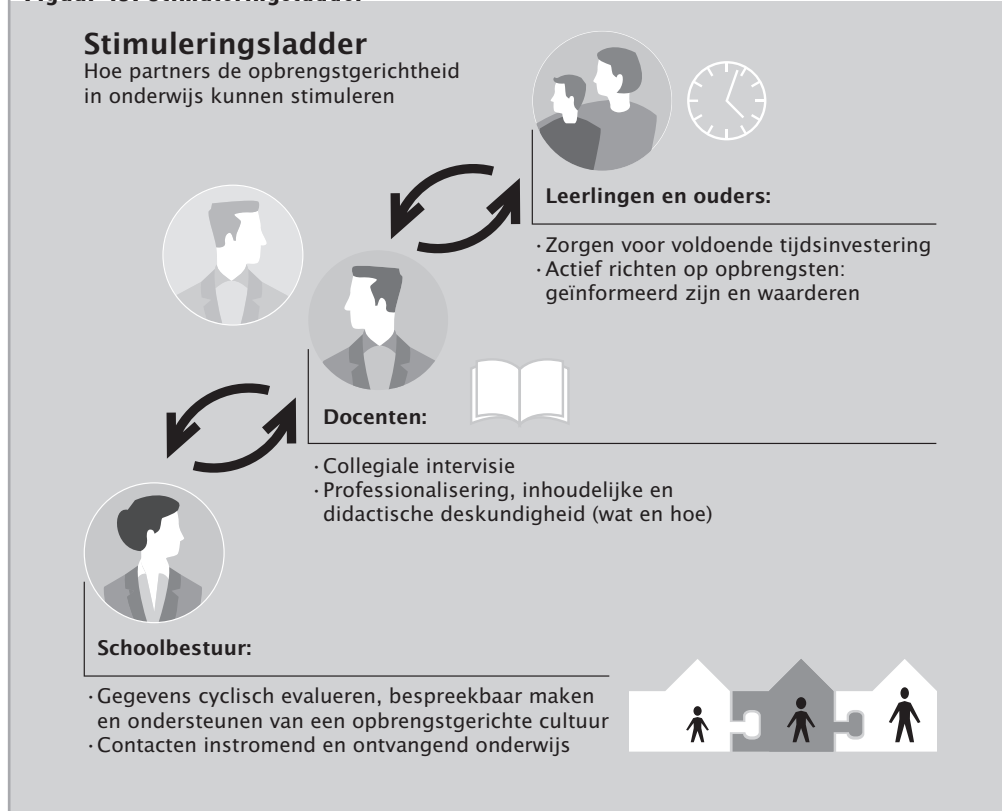 Stimuleringsladder
Hoe partners de opbrengstgerichtheid
in onderwijs kunnen stimuleren
Leerlingen en ouders:
· Zorgen voor voldoende tijdsinvestering
· Actief richten op opbrengsten:
geïnformeerd zijn en waarderen
Docenten:
· Collegiale intervisie
· Professionalisering, inhoudelijke en
didactische deskundigheid (wat en hoe)
Schoolbestuur:
· Gegevens cyclisch evalueren, bespreekbaar maken
en ondersteunen van een opbrengstgerichte cultuur
· Contacten instromend en ontvangend onderwijs